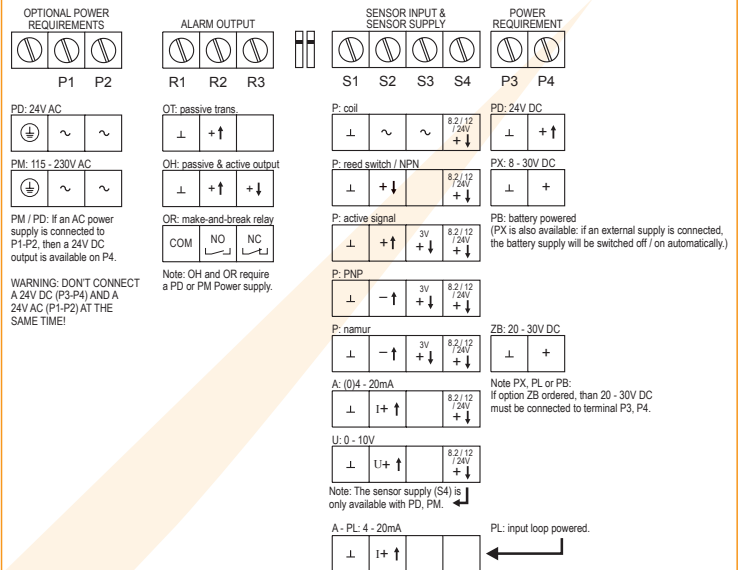 OPTIONAL POWER
REQUIREMENTS
P1 P2
PD: 24V AC
PM: 115 - 230V AC
PM / PD: If an AC power
supply is connected to
P1-P2, then a 24V DC
output is available on P4.
WARNING: DON'T CONNECT
A 24V DC (P3-P4) AND A
24V AC (P1-P2) AT THE
SAME TIME!
ALARM OUTPUT
R1 R2 R3
OT: passive trans.
⊥ +↑
OH: passive & active output
⊥ +↑ +↓
OR: make-and-break relay
COM NO NC
Note: OH and OR require
a PD or PM Power supply.
SENSOR INPUT &
SENSOR SUPPLY
S1 S2 S3 S4
P: coil
⊥ ~ ~ 8.2 / 12
/ 24V
+↓
P: reed switch / NPN
⊥ +↓ 8.2 / 12
/ 24V
+↓
P: active signal
⊥ +↑ 3V +↓ 8.2 / 12
/ 24V
+↓
P: PNP
⊥ −↑ 3V +↓ 8.2 / 12
/ 24V
+↓
P: namur
⊥ −↑ 3V +↓ 8.2 / 12
/ 24V
+↓
A: (0)4 - 20mA
⊥ I+ ↑ 8.2 / 12
/ 24V
+↓
U: 0 - 10V
⊥ U+ ↑ 8.2 / 12
/ 24V
+↓
Note: The sensor supply (S4) is
only available with PD, PM.
A - PL: 4 - 20mA
⊥ I+ ↑
PL: input loop powered.
POWER
REQUIREMENT
P3 P4
PD: 24V DC
⊥ +↑
PX: 8 - 30V DC
⊥ +
PB: battery powered
(PX is also available: if an external supply is connected,
the battery supply will be switched off / on automatically.)
ZB: 20 - 30V DC
⊥ +
Note PX, PL or PB:
If option ZB ordered, than 20 - 30V DC
must be connected to terminal P3, P4.